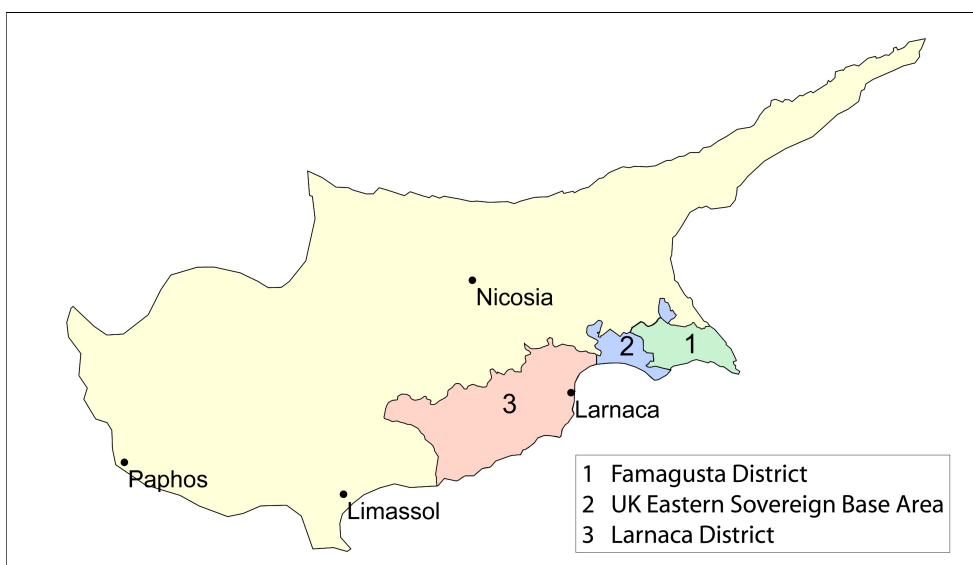 Nicosia
1
2
3
Larnaca
Paphos
Limassol
1 Famagusta District
2 UK Eastern Sovereign Base Area
3 Larnaca District